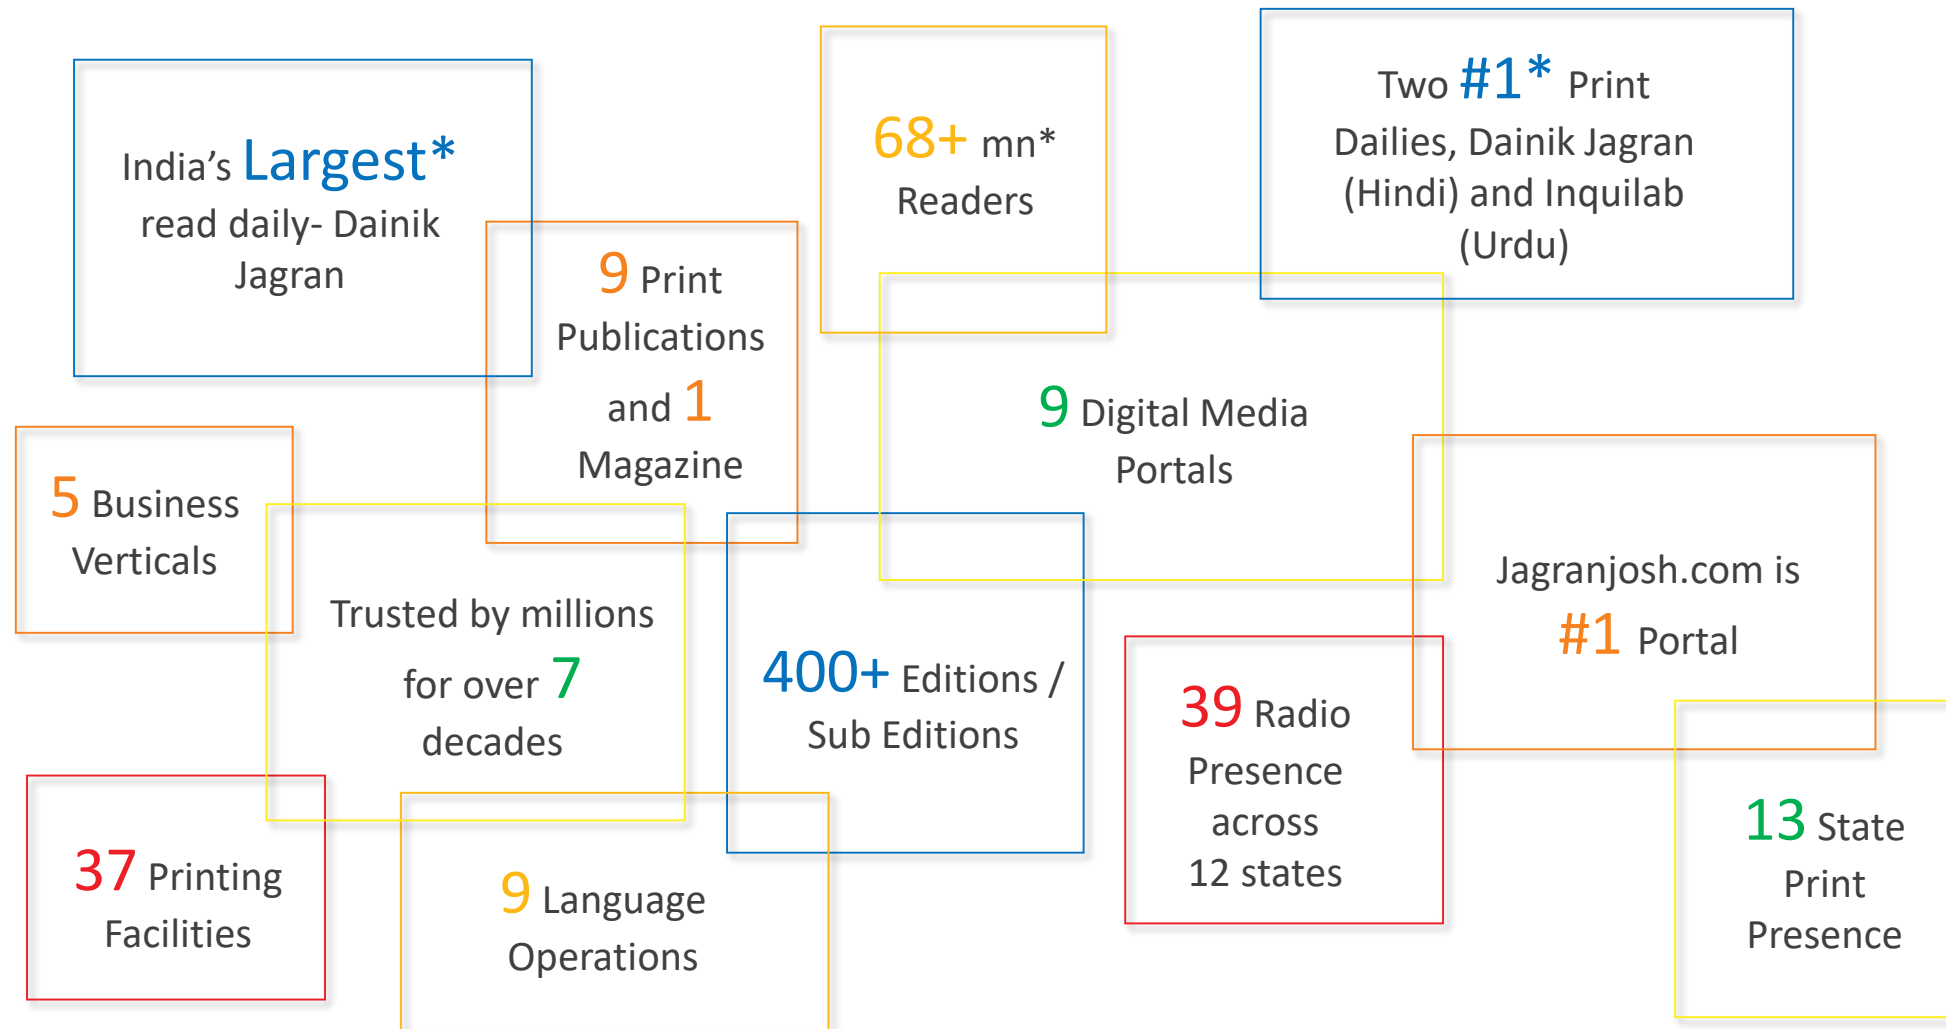 India's Largest*
read daily- Dainik
Jagran
68+ mn*
Readers
Two #1* Print
Dailies, Dainik Jagran
(Hindi) and Inquilab
(Urdu)
9 Print
Publications
and 1
Magazine
9 Digital Media
Portals
5 Business
Verticals
Trusted by millions
for over 7
decades
400+ Editions /
Sub Editions
Jagranjosh.com is
#1 Portal
39 Radio
Presence
across
12 states
13 State
Print
Presence
37 Printing
Facilities
9 Language
Operations